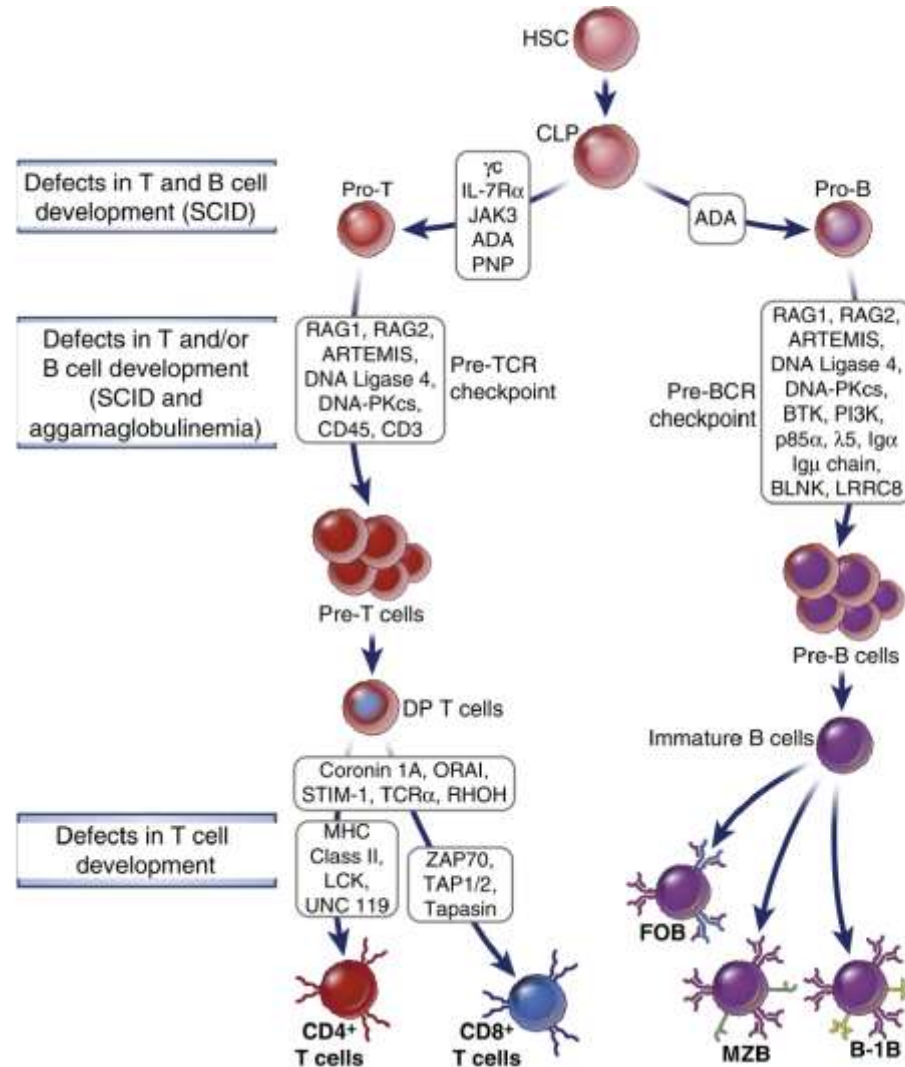 HSC
CLP
Defects in T and B cell
development (SCID)
Pro-T
γc
IL-7Rα
JAK3
ADA
PNP
ADA
Pro-B
Defects in T and/or
B cell development
(SCID and
aggamaglobulinemia)
RAG1, RAG2,
ARTEMIS,
DNA Ligase 4,
DNA-PKcs,
CD45, CD3
Pre-TCR
checkpoint
Pre-BCR
checkpoint
RAG1, RAG2,
ARTEMIS,
DNA Ligase 4,
DNA-PKcs,
BTK, PI3K,
p85α, λ5, Igα
Igμ chain,
BLNK, LRRC8
Pre-T cells
Pre-B cells
DP T cells
Immature B cells
Coronin 1A, ORAI,
STIM-1, TCRα, RHOH
Defects in T cell
development
MHC
Class II,
LCK,
UNC 119
ZAP70,
TAP1/2,
Tapasin
FOB
CD4⁺
T cells
CD8⁺
T cells
MZB
B-1B